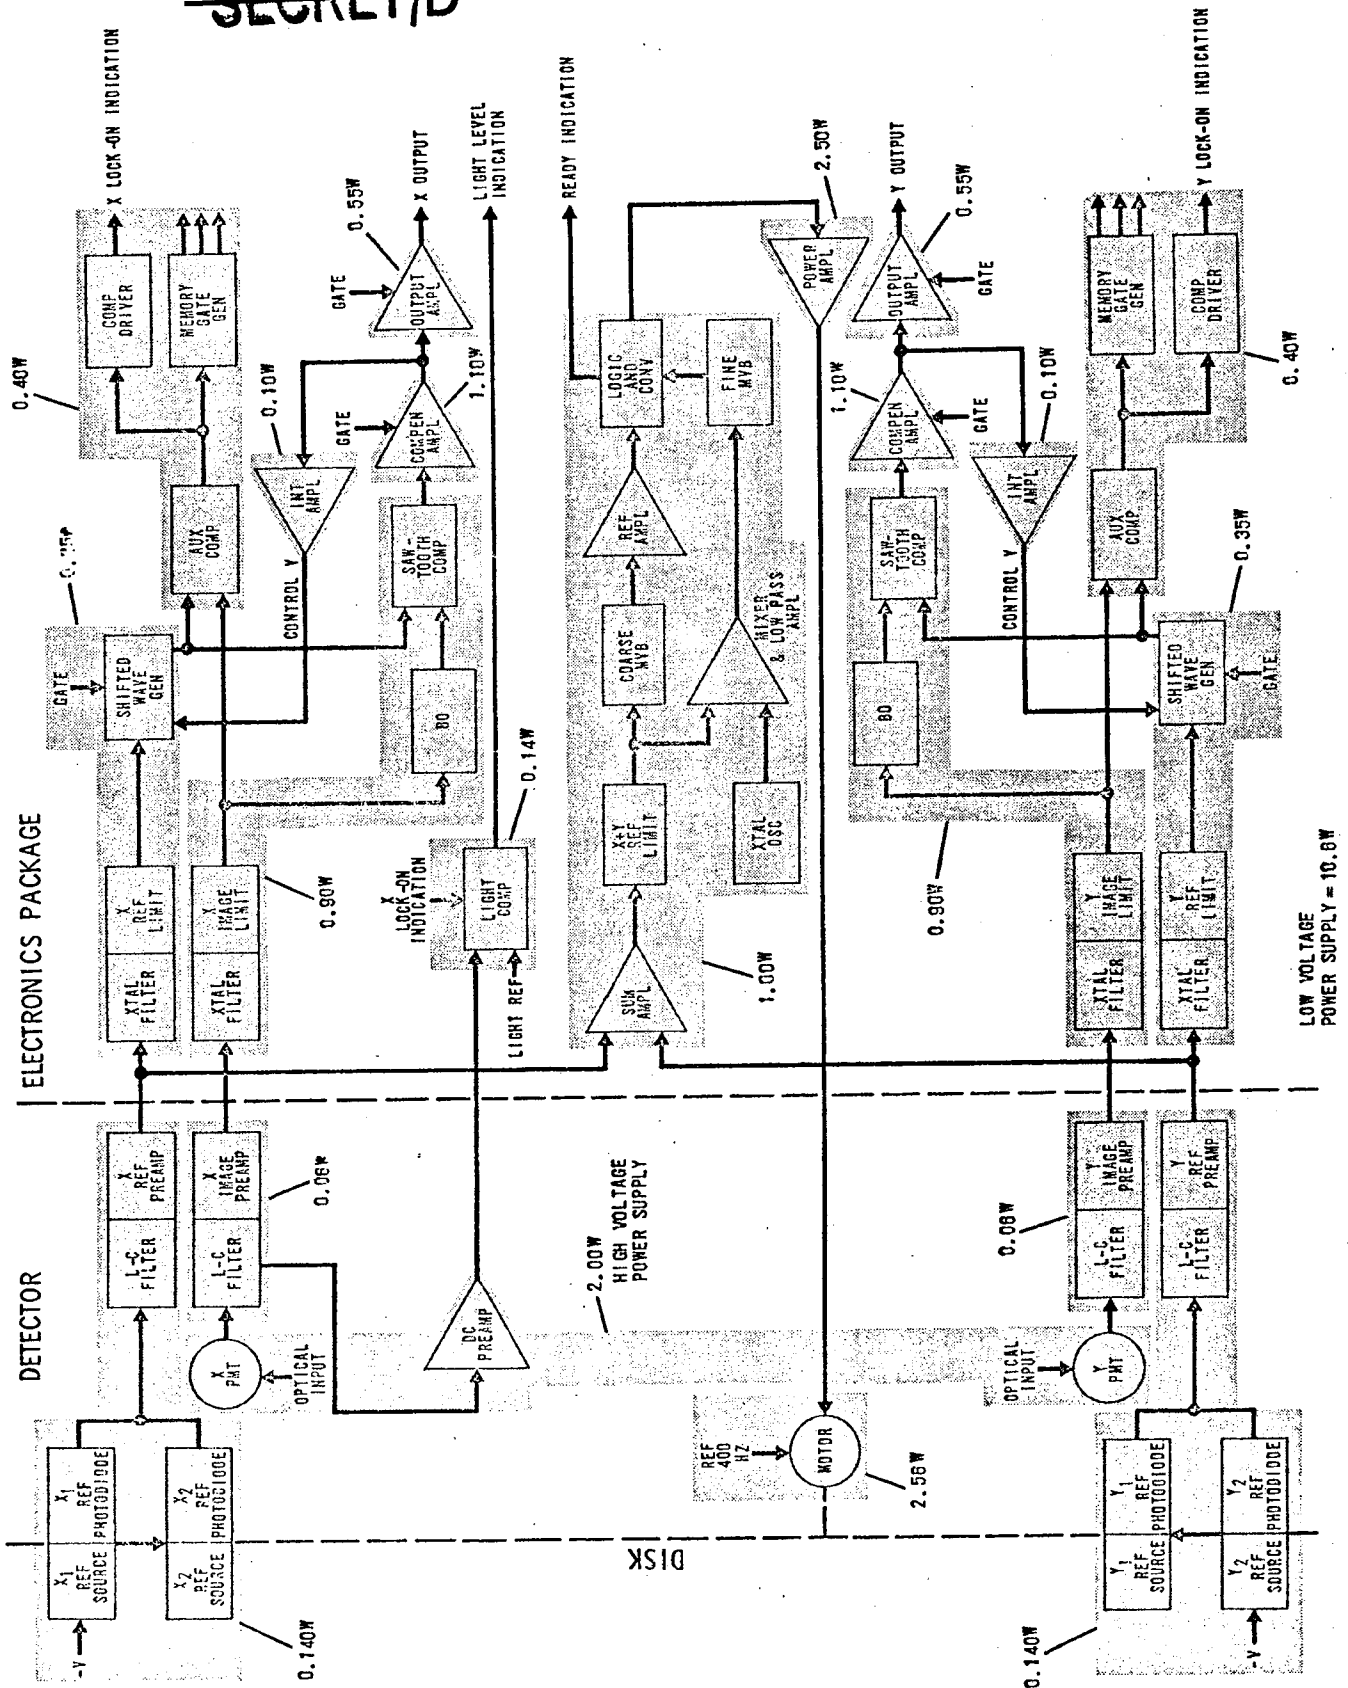 SECRET/D
ELECTRONICS PACKAGE
DETECTOR
X LOCK-ON INDICATION
COMP
DRIVER
MEMORY
GATE
GEN
0.40W
AUX
COMP
GATE
SHIFTED
WAVE
GEN
0.10W
INT
AMPL
CONTROL Y
GATE
OUTPUT
AMPL
0.55W
X OUTPUT
GATE
COMPEN
AMPL
1.10W
SAW-
TOOTH
COMP
BO
XTAL
FILTER
X
REF
LIMIT
XTAL
FILTER
X
IMAGE
LIMIT
0.90W
LIGHT LEVEL
INDICATION
X
LOCK-ON
INDICATION
LIGHT
COMP
0.14W
LIGHT REF
READY INDICATION
LOGIC
AND
CONV
FINE
MVB
REF
AMPL
COARSE
MVB
MIXER
& LOW PASS
AMPL
X+Y
REF
LIMIT
XTAL
OSC
SUM
AMPL
1.00W
POWER
AMPL
2.50W
Y OUTPUT
OUTPUT
AMPL
GATE
0.55W
COMPEN
AMPL
1.10W
GATE
INT
AMPL
0.10W
CONTROL Y
SAW-
TOOTH
COMP
BO
0.90W
Y LOCK-ON INDICATION
MEMORY
GATE
GEN
COMP
DRIVER
0.40W
AUX
COMP
SHIFTED
WAVE
GEN
GATE
0.35W
XTAL
FILTER
Y
IMAGE
LIMIT
XTAL
FILTER
Y
REF
LIMIT
LOW VOLTAGE
POWER SUPPLY = 10.8W
L-C
FILTER
X
REF
PREAMP
L-C
FILTER
X
IMAGE
PREAMP
0.06W
X
PMT
OPTICAL
INPUT
DC
PREAMP
2.00W
HIGH VOLTAGE
POWER SUPPLY
L-C
FILTER
Y
IMAGE
PREAMP
0.06W
L-C
FILTER
Y
REF
PREAMP
OPTICAL
INPUT
Y
PMT
REF
400
HZ
MOTOR
2.56W
DISK
X1
REF
SOURCE
X1
REF
PHOTODIODE
X2
REF
SOURCE
X2
REF
PHOTODIODE
-V
0.140W
Y1
REF
SOURCE
Y1
REF
PHOTODIODE
Y2
REF
SOURCE
Y2
REF
PHOTODIODE
-V
0.140W